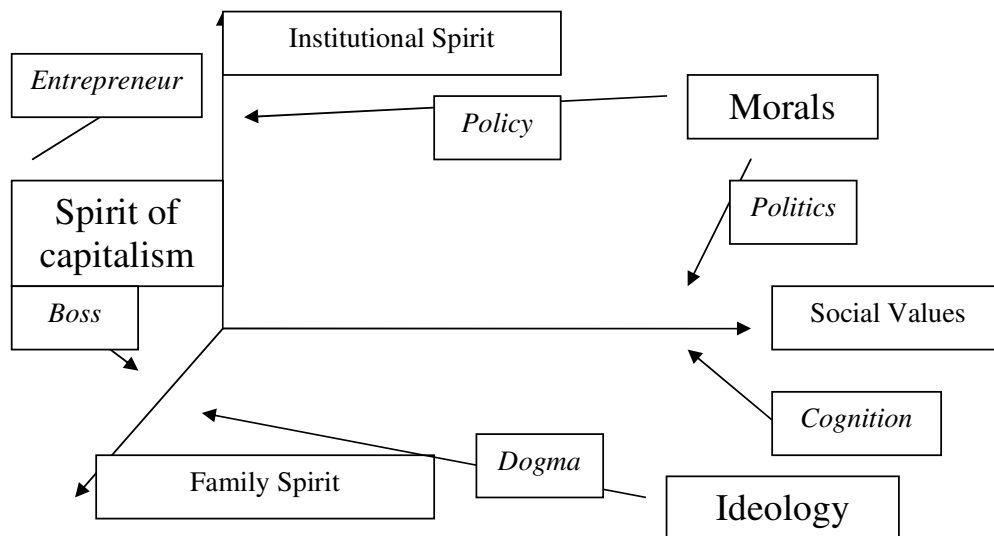 Institutional Spirit
Entrepreneur
Morals
Policy
Spirit of
capitalism
Politics
Boss
Social Values
Cognition
Dogma
Family Spirit
Ideology